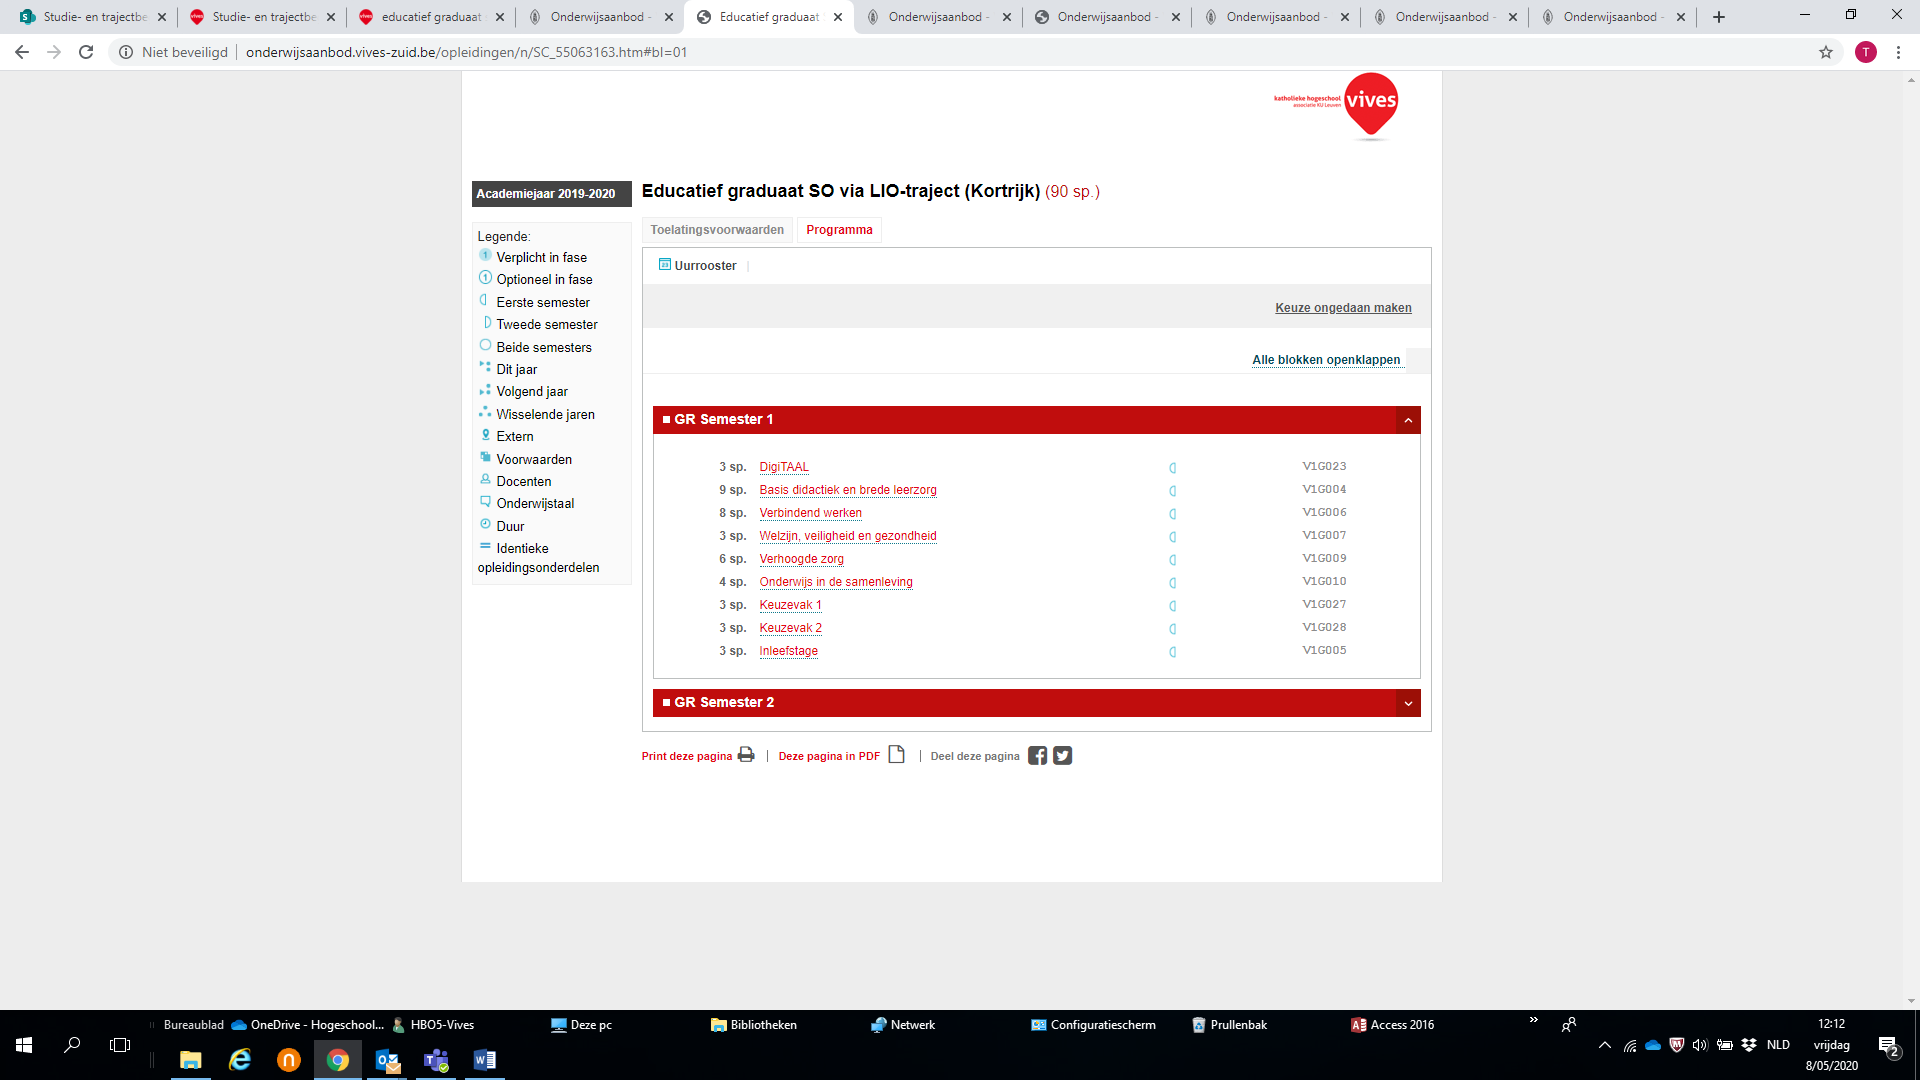 Studie- en trajectbe
Studie- en trajectbe
educatief graduaat
Onderwijsaanbod -
Educatief graduaat
Onderwijsaanbod -
Onderwijsaanbod -
Onderwijsaanbod -
Onderwijsaanbod -
Onderwijsaanbod -
Niet beveiligd
onderwijsaanbod.vives-zuid.be/opleidingen/n/SC_55063163.htm#bl=01
T
katholieke hogeschool
associatie KU Leuven
vives
Academiejaar 2019-2020
Educatief graduaat SO via LIO-traject (Kortrijk) (90 sp.)
Legende:
1 Verplicht in fase
1 Optioneel in fase
Eerste semester
Tweede semester
Beide semesters
Dit jaar
Volgend jaar
Wisselende jaren
Extern
Voorwaarden
Docenten
Onderwijstaal
Duur
Identieke
opleidingsonderdelen
Toelatingsvoorwaarden
Programma
Uurrooster
Keuze ongedaan maken
Alle blokken openklappen
GR Semester 1
3 sp. DigiTAAL V1G023
9 sp. Basis didactiek en brede leerzorg V1G004
8 sp. Verbindend werken V1G006
3 sp. Welzijn, veiligheid en gezondheid V1G007
6 sp. Verhoogde zorg V1G009
4 sp. Onderwijs in de samenleving V1G010
3 sp. Keuzevak 1 V1G027
3 sp. Keuzevak 2 V1G028
3 sp. Inleefstage V1G005
GR Semester 2
Print deze pagina | Deze pagina in PDF | Deel deze pagina
Bureaublad
OneDrive - Hogeschool...
HBO5-Vives
Deze pc
Bibliotheken
Netwerk
Configuratiescherm
Prullenbak
Access 2016
NLD
12:12
vrijdag
8/05/2020
2